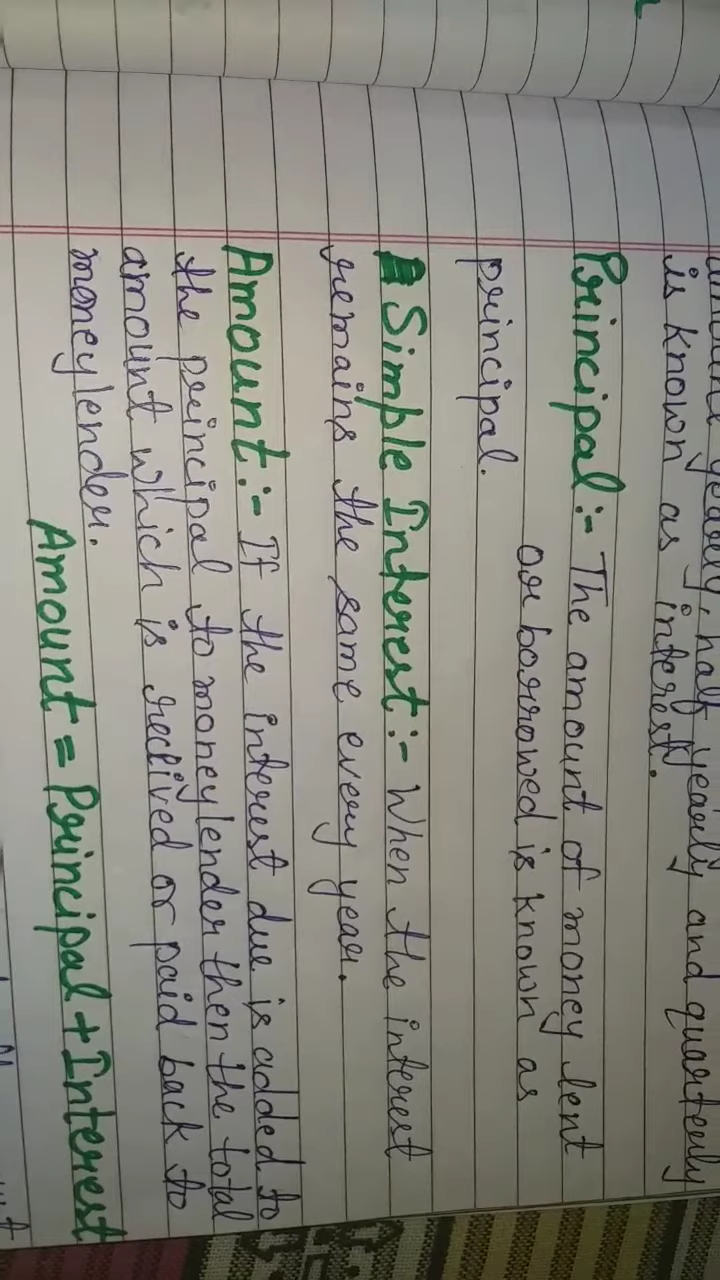 yearly, half yearly and quarterly
is known as interest.
Principal :- The amount of money lent
or borrowed is known as
principal.
Simple Interest :- When the interest
remains the same every year.
Amount :- If the interest due is added to
the principal to moneylender then the total
amount which is received or paid back to
moneylender.
Amount = Principal + Interest